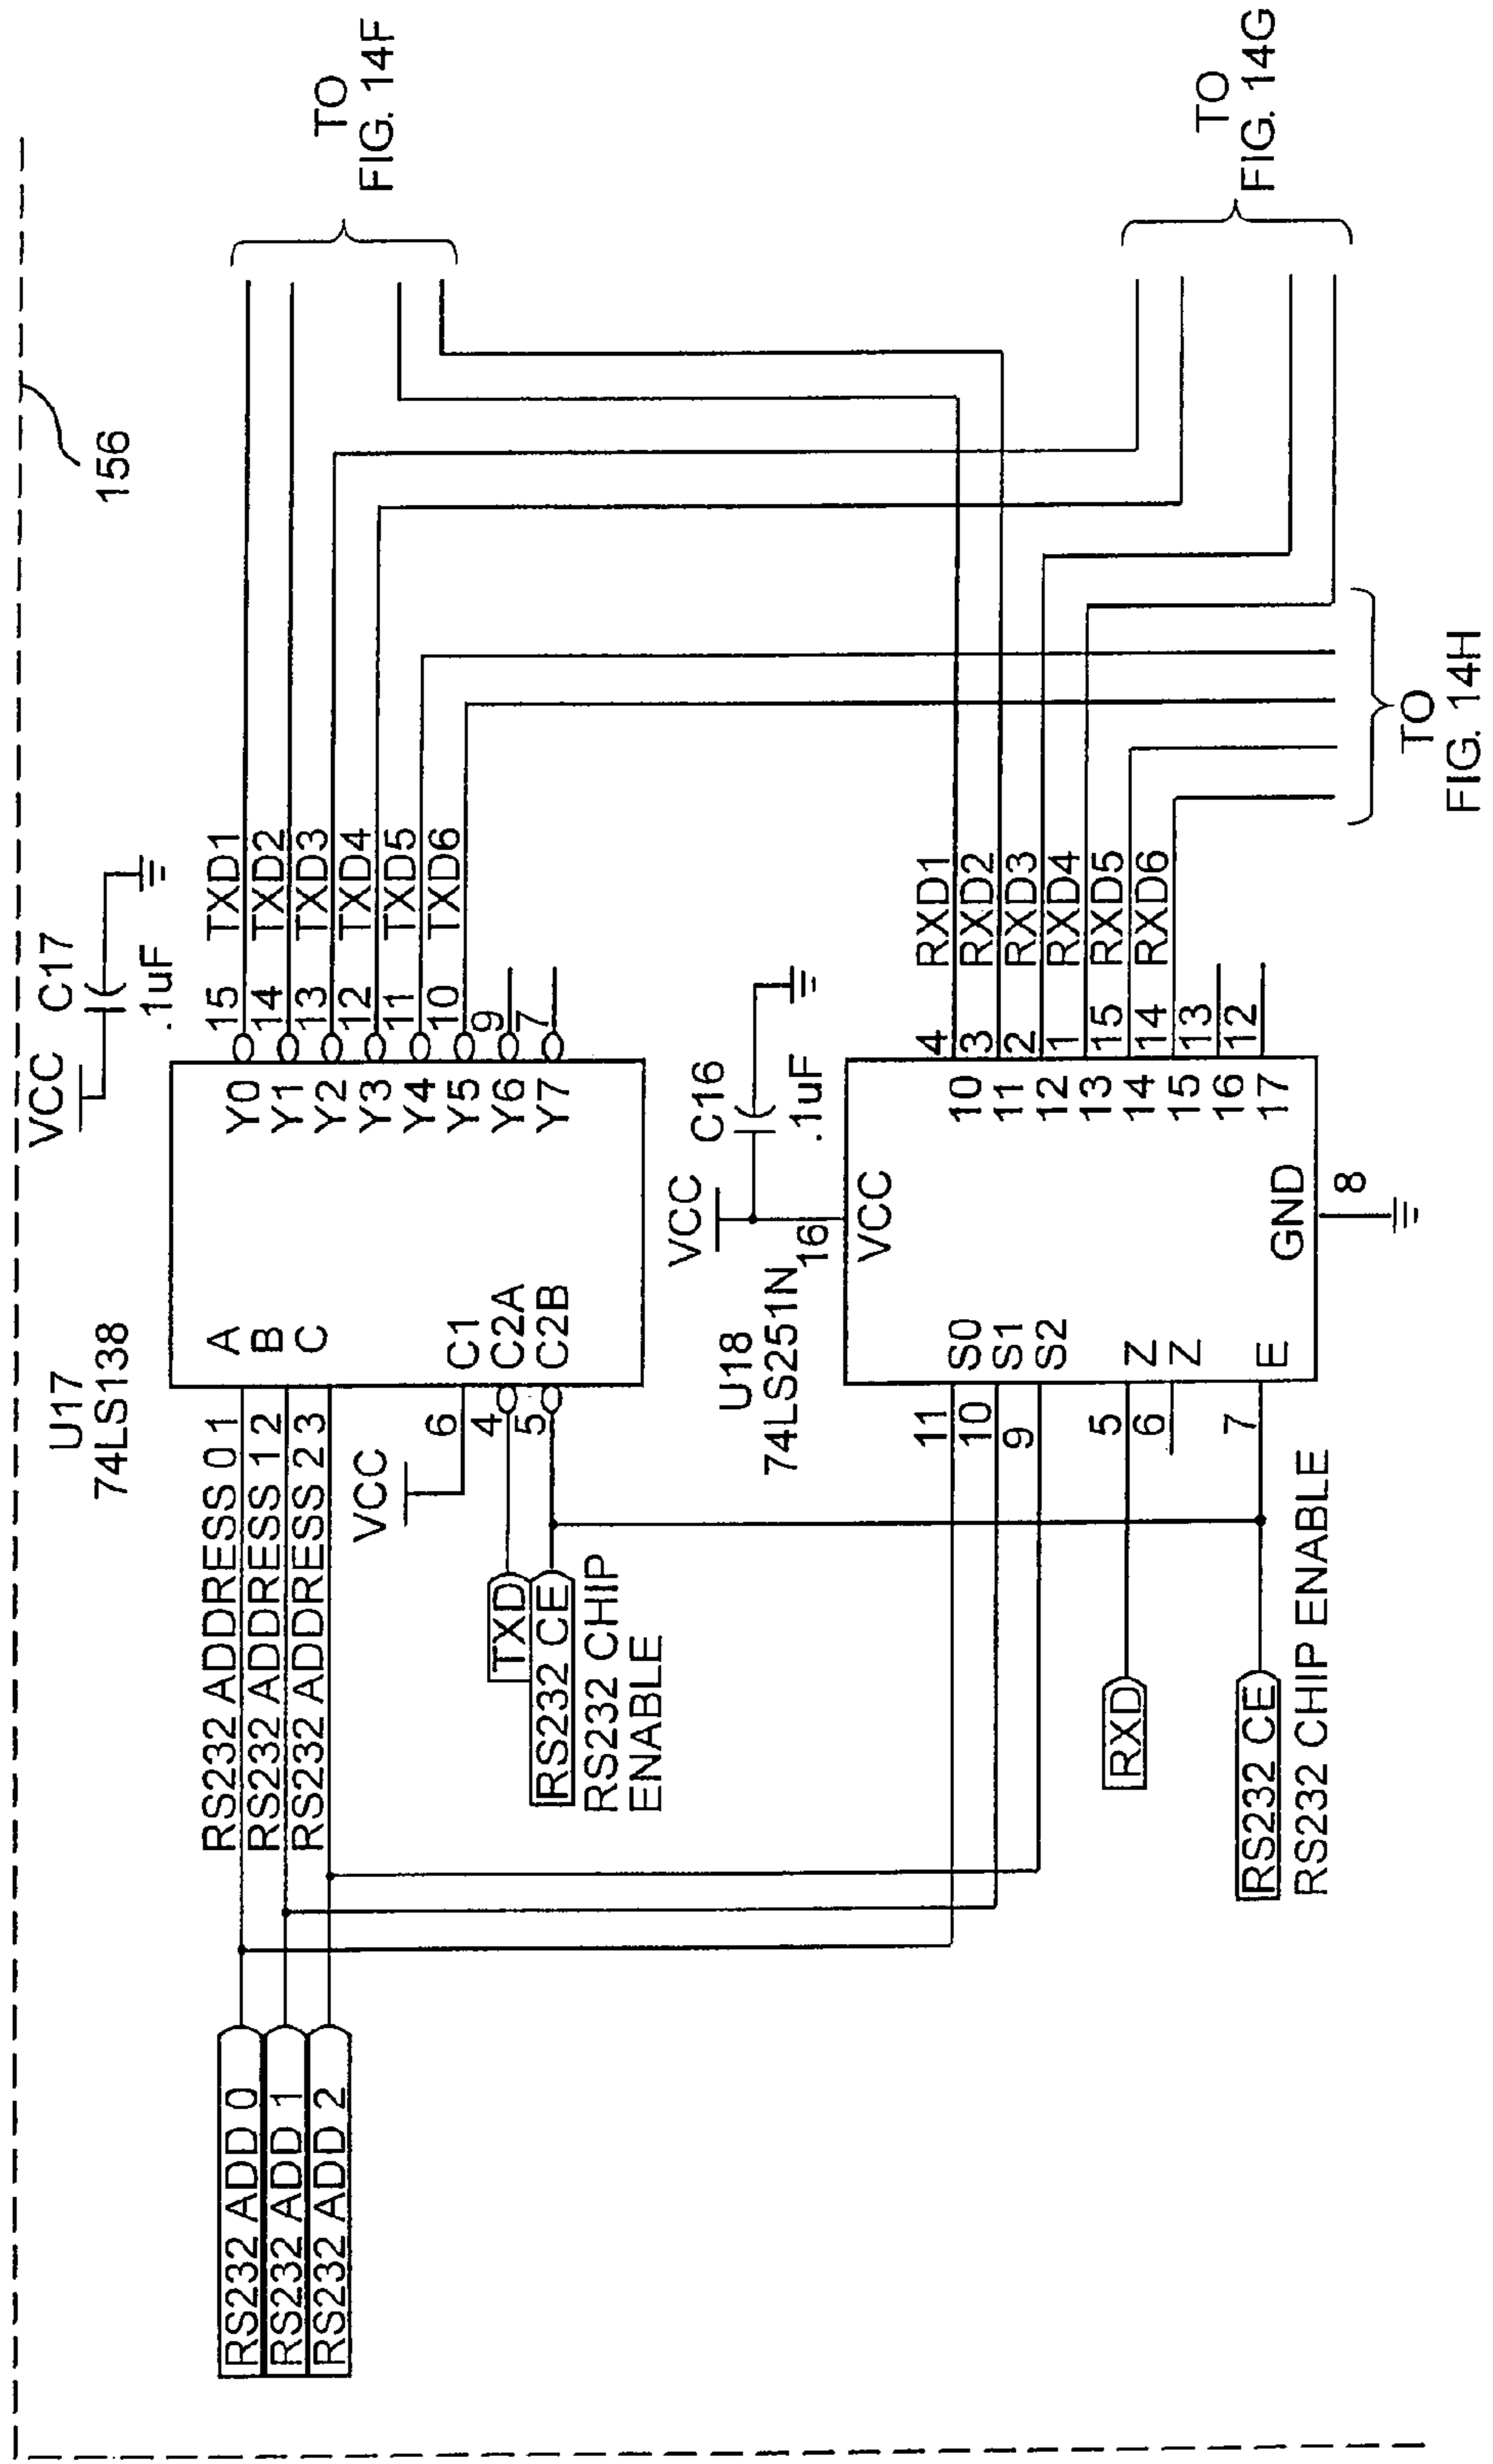 156
TO
FIG. 14F
TO
FIG. 14G
TO
FIG. 14H
VCC
C17
.1uF
U17
74LS138
RS232 ADD 0
RS232 ADD 1
RS232 ADD 2
RS232 ADDRESS 0 1
RS232 ADDRESS 1 2
RS232 ADDRESS 2 3
A
B
C
VCC
6
C1
TXD
4
C2A
RS232 CE
5
C2B
RS232 CHIP
ENABLE
Y0
15
TXD1
Y1
14
TXD2
Y2
13
TXD3
Y3
12
TXD4
Y4
11
TXD5
Y5
10
TXD6
Y6
9
Y7
7
VCC
C16
.1uF
U18
74LS251N
16
VCC
11
S0
10
S1
9
S2
RXD
5
Z
6
Z
RS232 CE
7
E
RS232 CHIP ENABLE
10
4
RXD1
11
3
RXD2
12
2
RXD3
13
1
RXD4
14
15
RXD5
15
14
RXD6
16
13
17
12
GND
8